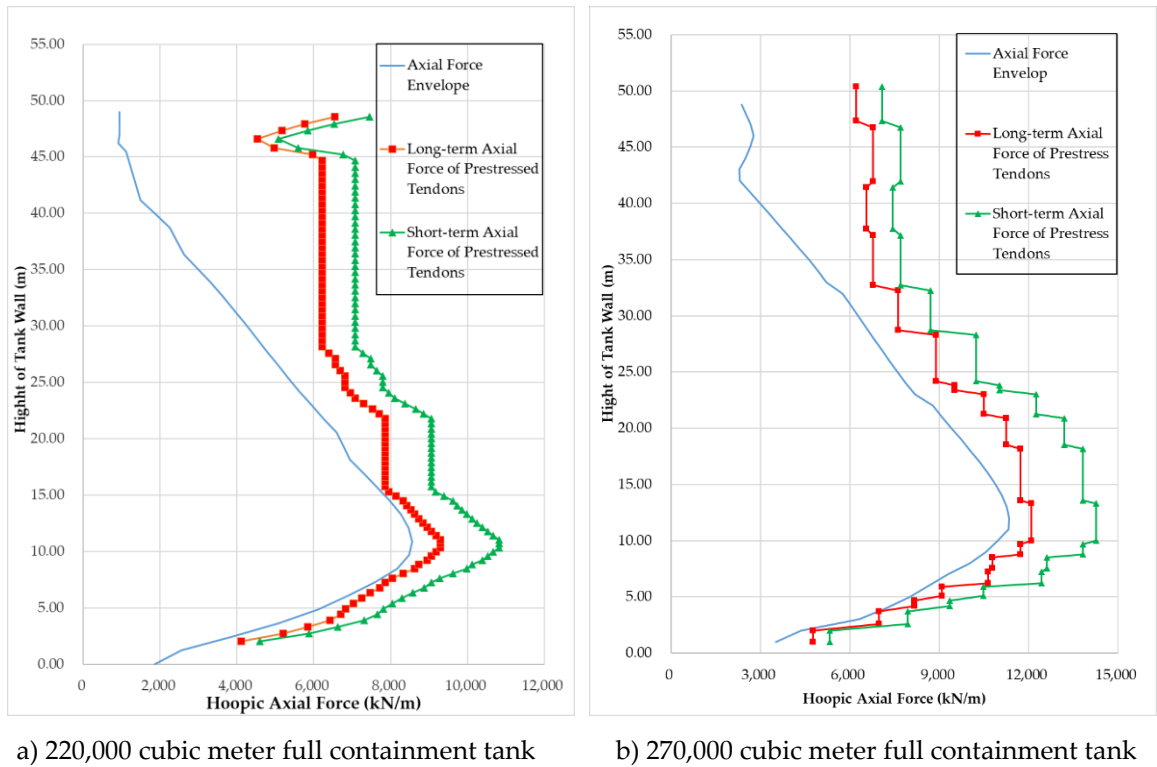 55.00
50.00
45.00
40.00
35.00
30.00
25.00
20.00
15.00
10.00
5.00
0.00
Highht of Tank Wall (m)
0
2,000
4,000
6,000
8,000
10,000
12,000
Hoopic Axial Force (kN/m)
Axial Force
Envelope
Long-term Axial
Force of Prestressed
Tendons
Short-term Axial
Force of Prestressed
Tendons
a) 220,000 cubic meter full containment tank
55.00
50.00
45.00
40.00
35.00
30.00
25.00
20.00
15.00
10.00
5.00
0.00
Hight of Tank Wall (m)
0
3,000
6,000
9,000
12,000
15,000
Hoopic Axial Force (kN/m)
Axial Force
Envelop
Long-term Axial
Force of Prestress
Tendons
Short-term Axial
Force of Prestress
Tendons
b) 270,000 cubic meter full containment tank